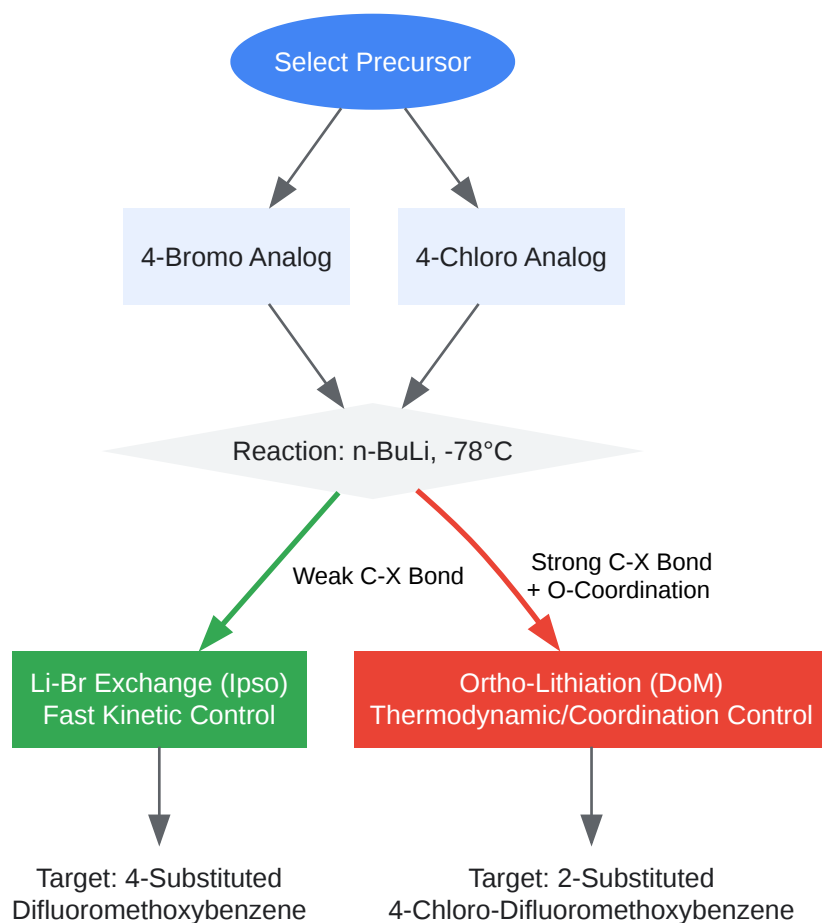 Select Precursor
4-Bromo Analog
4-Chloro Analog
Reaction: n-BuLi, -78°C
Weak C-X Bond
Strong C-X Bond
+ O-Coordination
Li-Br Exchange (Ipso)
Fast Kinetic Control
Ortho-Lithiation (DoM)
Thermodynamic/Coordination Control
Target: 4-Substituted
Difluoromethoxybenzene
Target: 2-Substituted
4-Chloro-Difluoromethoxybenzene